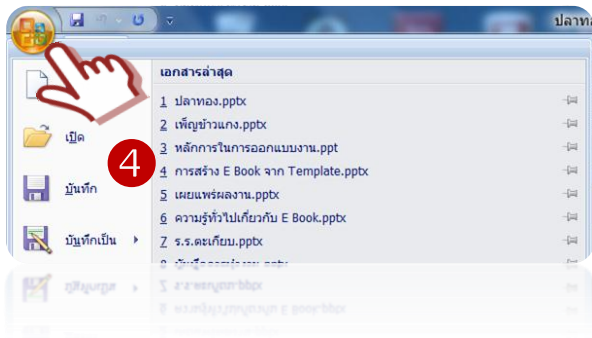 ปลาทอ
เอกสารล่าสุด
1 ปลาทอง.pptx
2 เพ็ญข้าวแกง.pptx
เปิด
3 หลักการในการออกแบบงาน.ppt
4
4 การสร้าง E Book จาก Template.pptx
บันทึก
5 เผยแพร่ผลงาน.pptx
6 ความรู้ทั่วไปเกี่ยวกับ E Book.pptx
บันทึกเป็น
7 ร.ร.ตะเกียบ.pptx